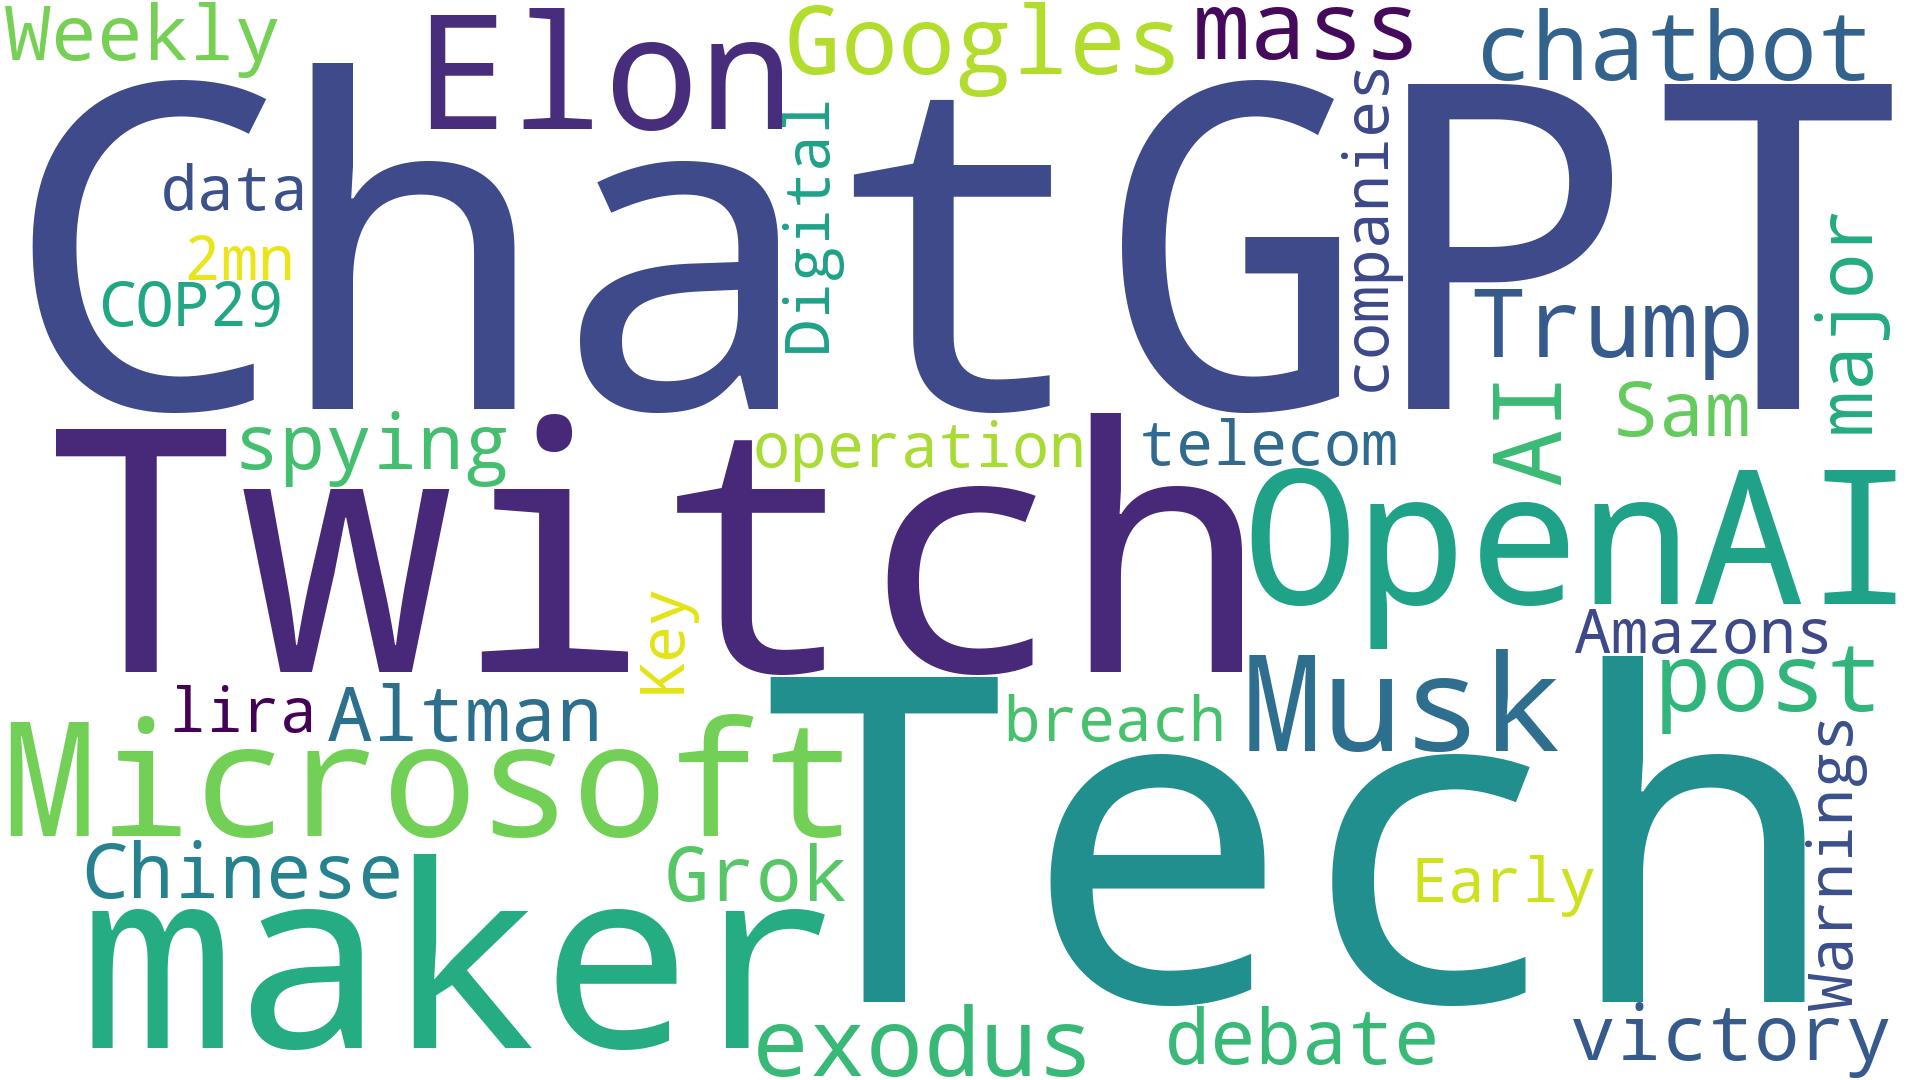 Weekly
Elon
Googles
mass
chatbot
ChatGPT
data
2mn
COP29
Digital
companies
Trump
major
AI
Sam
spying
operation
telecom
Twitch
OpenAI
Key
Amazons
post
lira
Altman
breach
Musk
Microsoft
Tech
Warnings
Chinese
Grok
Early
maker
exodus
debate
victory